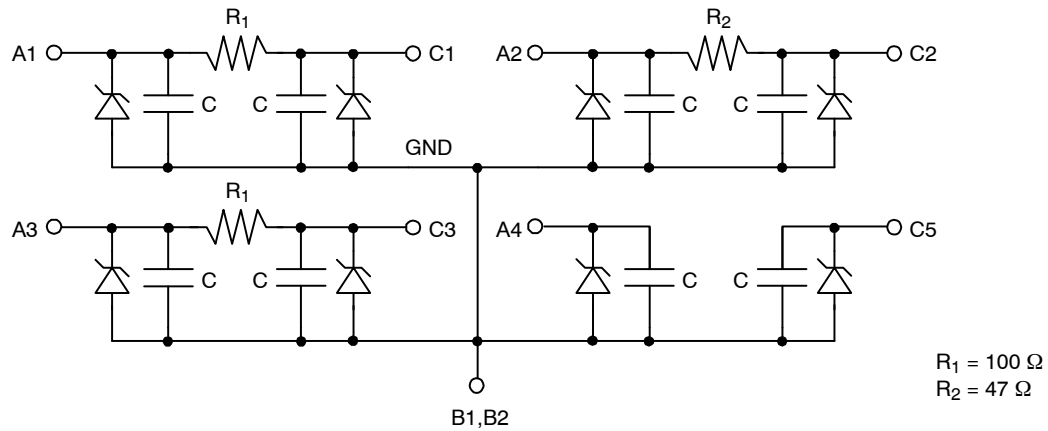 R1 R2
A1 C1 A2 C2
C C C C
GND
R1
A3 C3 A4 C5
C C C C
R1 = 100 Ω
R2 = 47 Ω
B1,B2